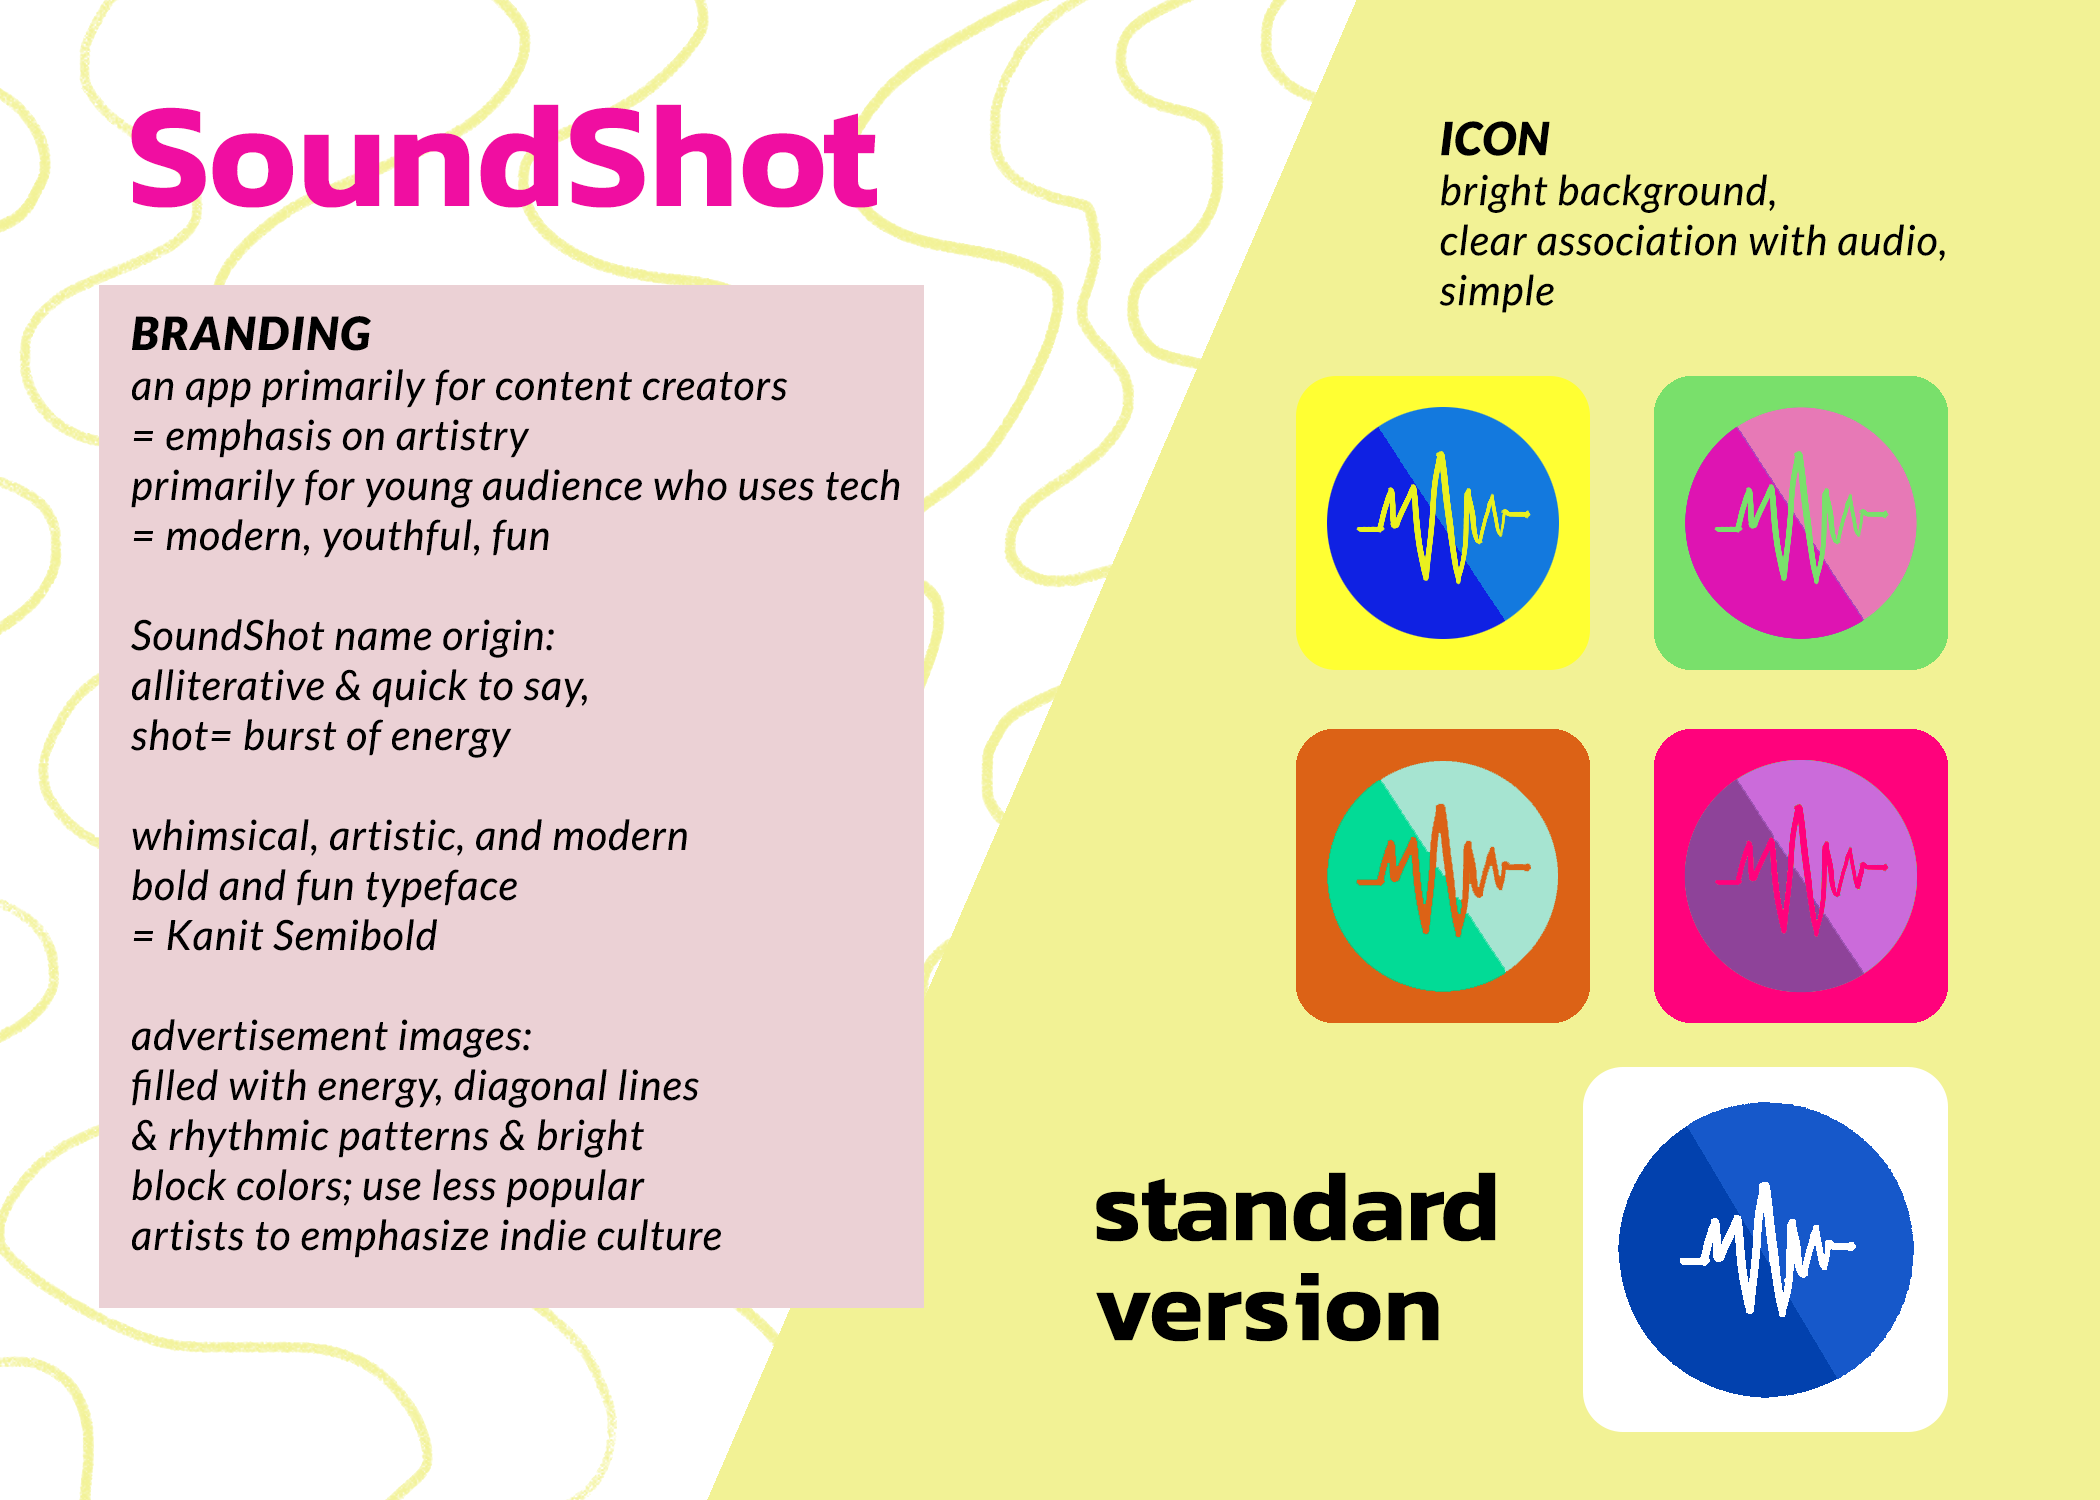 SoundShot
BRANDING
an app primarily for content creators
= emphasis on artistry
primarily for young audience who uses tech
= modern, youthful, fun
SoundShot name origin:
alliterative & quick to say,
shot= burst of energy
whimsical, artistic, and modern
bold and fun typeface
= Kanit Semibold
advertisement images:
filled with energy, diagonal lines
& rhythmic patterns & bright
block colors; use less popular
artists to emphasize indie culture
ICON
bright background,
clear association with audio,
simple
standard
version